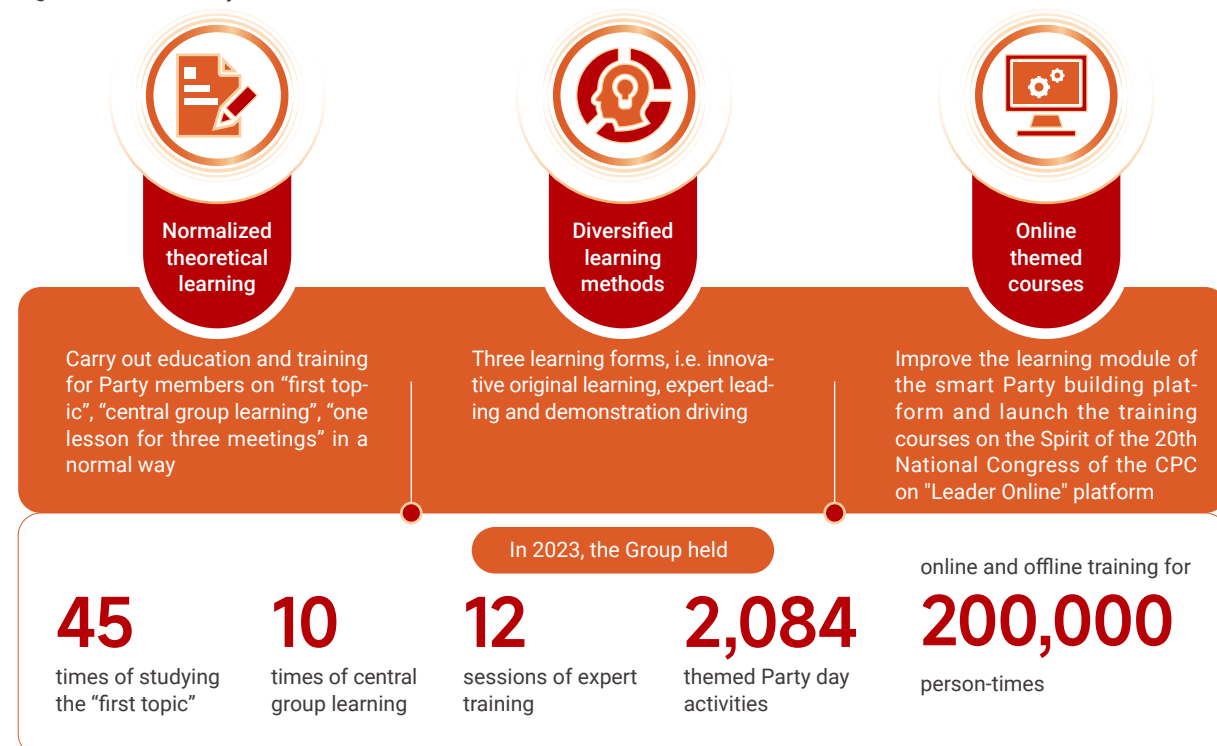 Normalized
theoretical
learning
Diversified
learning
methods
Online
themed
courses
Carry out education and training
for Party members on “first top-
ic”, “central group learning”, “one
lesson for three meetings” in a
normal way
Three learning forms, i.e. innova-
tive original learning, expert lead-
ing and demonstration driving
Improve the learning module of
the smart Party building plat-
form and launch the training
courses on the Spirit of the 20th
National Congress of the CPC
on "Leader Online" platform
In 2023, the Group held
45
times of studying
the “first topic”
10
times of central
group learning
12
sessions of expert
training
2,084
themed Party day
activities
online and offline training for
200,000
person-times